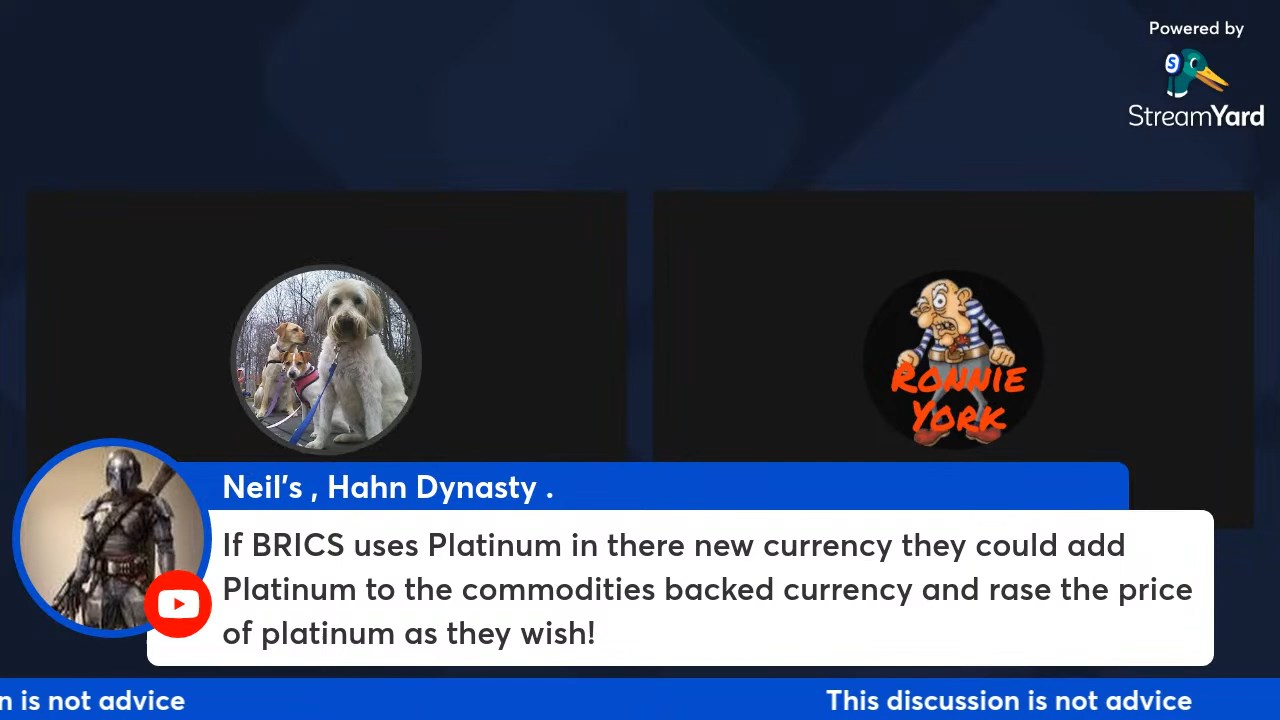 Powered by
StreamYard
RONNIE
YORK
Neil's , Hahn Dynasty .
If BRICS uses Platinum in there new currency they could add
Platinum to the commodities backed currency and rase the price
of platinum as they wish!
n is not advice
This discussion is not advice